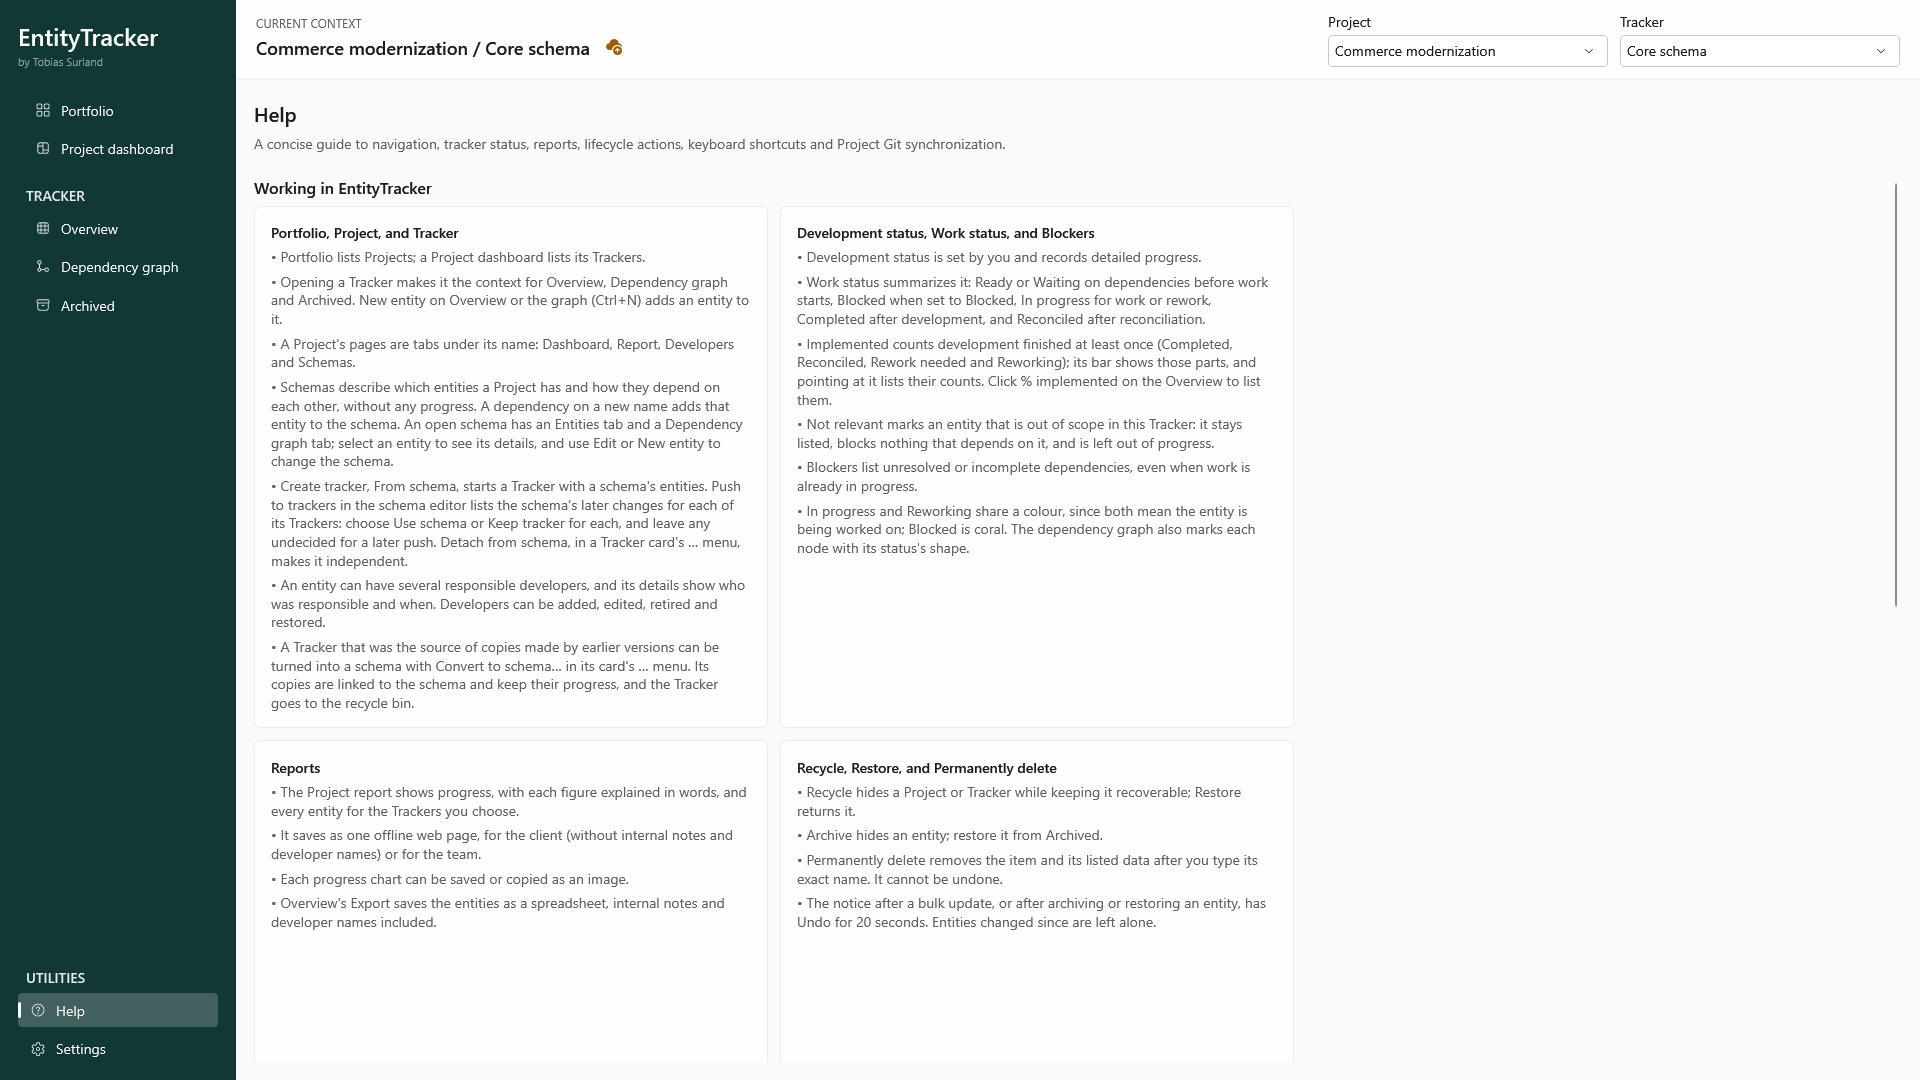 EntityTracker
by Tobias Surland
Portfolio
Project dashboard
TRACKER
Overview
Dependency graph
Archived
UTILITIES
Help
Settings
CURRENT CONTEXT
Commerce modernization / Core schema
Project
Commerce modernization
Tracker
Core schema
Help
A concise guide to navigation, tracker status, reports, lifecycle actions, keyboard shortcuts and Project Git synchronization.
Working in EntityTracker
Portfolio, Project, and Tracker
• Portfolio lists Projects; a Project dashboard lists its Trackers.
• Opening a Tracker makes it the context for Overview, Dependency graph
and Archived. New entity on Overview or the graph (Ctrl+N) adds an entity to
it.
• A Project's pages are tabs under its name: Dashboard, Report, Developers
and Schemas.
• Schemas describe which entities a Project has and how they depend on
each other, without any progress. A dependency on a new name adds that
entity to the schema. An open schema has an Entities tab and a Dependency
graph tab; select an entity to see its details, and use Edit or New entity to
change the schema.
• Create tracker, From schema, starts a Tracker with a schema's entities. Push
to trackers in the schema editor lists the schema's later changes for each of
its Trackers: choose Use schema or Keep tracker for each, and leave any
undecided for a later push. Detach from schema, in a Tracker card's ... menu,
makes it independent.
• An entity can have several responsible developers, and its details show who
was responsible and when. Developers can be added, edited, retired and
restored.
• A Tracker that was the source of copies made by earlier versions can be
turned into a schema with Convert to schema... in its card's ... menu. Its
copies are linked to the schema and keep their progress, and the Tracker
goes to the recycle bin.
Development status, Work status, and Blockers
• Development status is set by you and records detailed progress.
• Work status summarizes it: Ready or Waiting on dependencies before work
starts, Blocked when set to Blocked, In progress for work or rework,
Completed after development, and Reconciled after reconciliation.
• Implemented counts development finished at least once (Completed,
Reconciled, Rework needed and Reworking); its bar shows those parts, and
pointing at it lists their counts. Click % implemented on the Overview to list
them.
• Not relevant marks an entity that is out of scope in this Tracker: it stays
listed, blocks nothing that depends on it, and is left out of progress.
• Blockers list unresolved or incomplete dependencies, even when work is
already in progress.
• In progress and Reworking share a colour, since both mean the entity is
being worked on; Blocked is coral. The dependency graph also marks each
node with its status's shape.
Reports
• The Project report shows progress, with each figure explained in words, and
every entity for the Trackers you choose.
• It saves as one offline web page, for the client (without internal notes and
developer names) or for the team.
• Each progress chart can be saved or copied as an image.
• Overview's Export saves the entities as a spreadsheet, internal notes and
developer names included.
Recycle, Restore, and Permanently delete
• Recycle hides a Project or Tracker while keeping it recoverable; Restore
returns it.
• Archive hides an entity; restore it from Archived.
• Permanently delete removes the item and its listed data after you type its
exact name. It cannot be undone.
• The notice after a bulk update, or after archiving or restoring an entity, has
Undo for 20 seconds. Entities changed since are left alone.